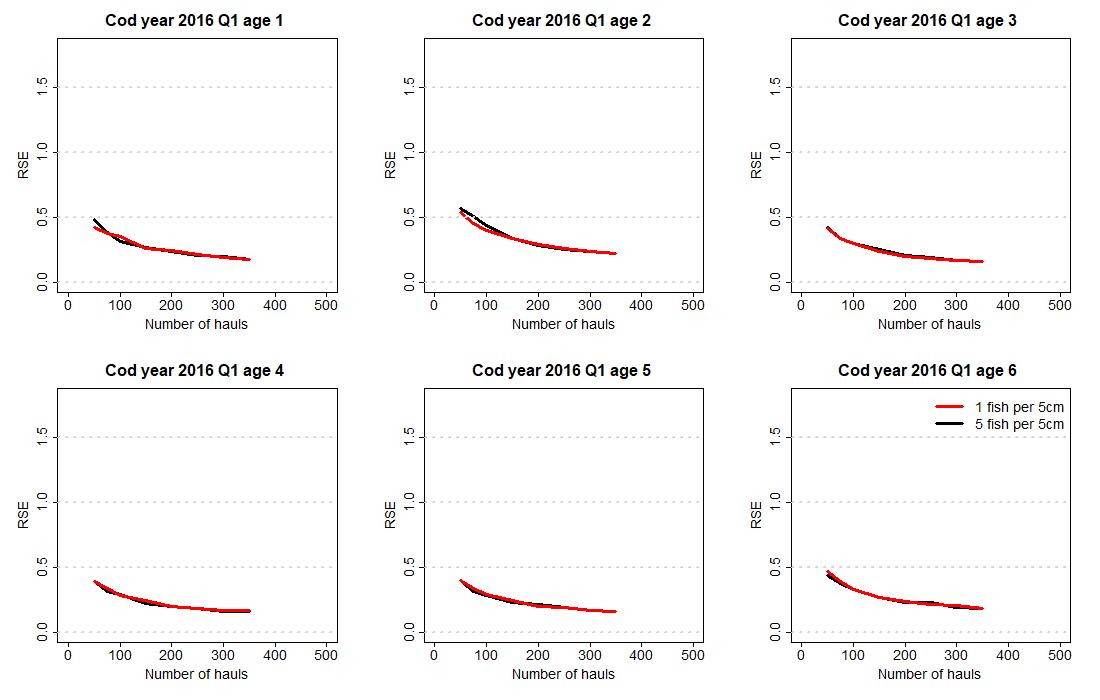 Cod year 2016 Q1 age 1
RSE
1.5
1.0
0.5
0.0
0 100 200 300 400 500
Number of hauls
Cod year 2016 Q1 age 2
RSE
1.5
1.0
0.5
0.0
0 100 200 300 400 500
Number of hauls
Cod year 2016 Q1 age 3
RSE
1.5
1.0
0.5
0.0
0 100 200 300 400 500
Number of hauls
Cod year 2016 Q1 age 4
RSE
1.5
1.0
0.5
0.0
0 100 200 300 400 500
Number of hauls
Cod year 2016 Q1 age 5
RSE
1.5
1.0
0.5
0.0
0 100 200 300 400 500
Number of hauls
Cod year 2016 Q1 age 6
1 fish per 5cm
5 fish per 5cm
RSE
1.5
1.0
0.5
0.0
0 100 200 300 400 500
Number of hauls